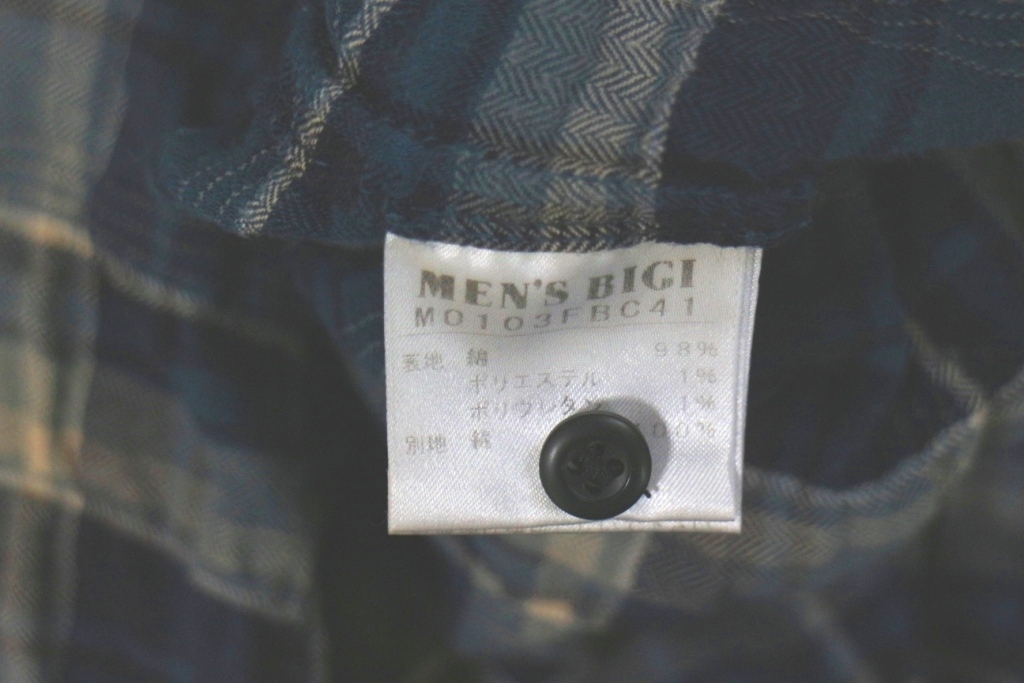 MEN'S BIGI
M0103FBC41
表地 綿 98%
ポリエステル 1%
ポリウレタン 1%
別地 綿 00%